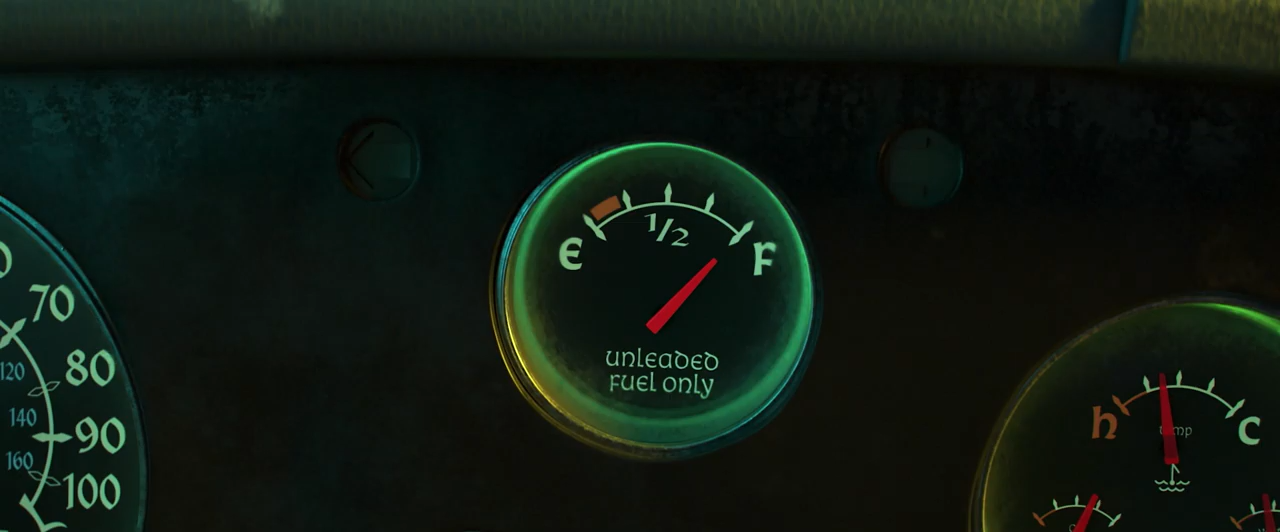 70
120
80
140
90
160
100
E
1/2
F
unleaded
fuel only
h
temp
C